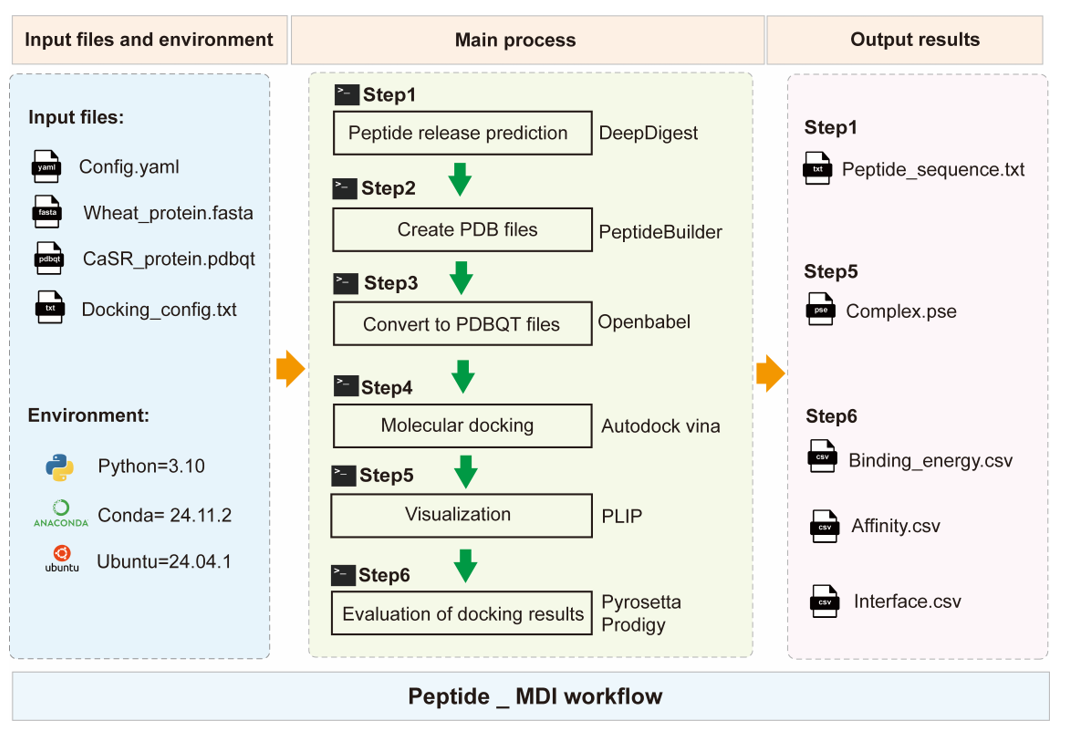 Input files and environment
Main process
Output results
Input files:
yaml
Config.yaml
fasta
Wheat_protein.fasta
pdbqt
CaSR_protein.pdbqt
txt
Docking_config.txt
Environment:
Python=3.10
ANACONDA
Conda= 24.11.2
ubuntu
Ubuntu=24.04.1
>_ Step1
Peptide release prediction
DeepDigest
>_ Step2
Create PDB files
PeptideBuilder
>_ Step3
Convert to PDBQT files
Openbabel
>_ Step4
Molecular docking
Autodock vina
>_ Step5
Visualization
PLIP
>_ Step6
Evaluation of docking results
Pyrosetta
Prodigy
Step1
txt
Peptide_sequence.txt
Step5
pse
Complex.pse
Step6
csv
Binding_energy.csv
csv
Affinity.csv
csv
Interface.csv
Peptide _ MDI workflow